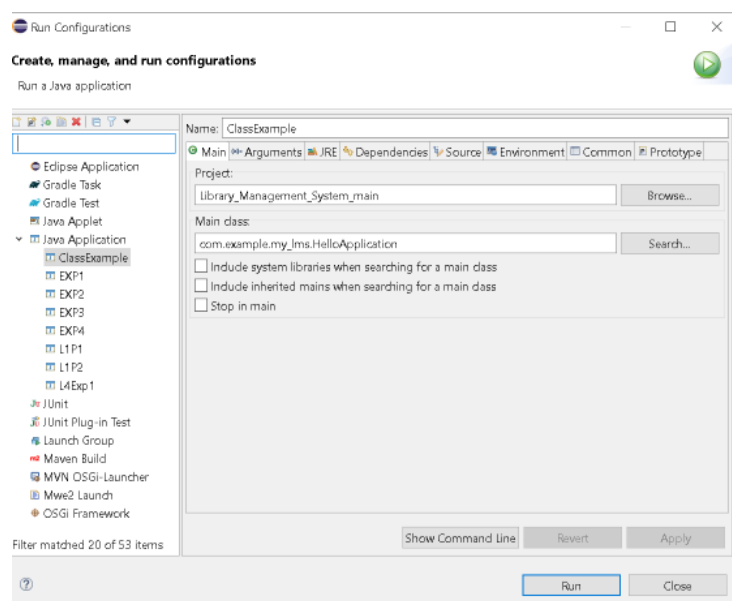 Run Configurations
Create, manage, and run configurations
Run a Java application
Name: ClassExample
Main Arguments JRE Dependencies Source Environment Common Prototype
Project:
Library_Management_System_main Browse...
Main class:
com.example.my_lms.HelloApplication Search...
Include system libraries when searching for a main class
Include inherited mains when searching for a main class
Stop in main
Eclipse Application
Gradle Task
Gradle Test
Java Applet
Java Application
ClassExample
EXP1
EXP2
EXP3
EXP4
L1P1
L1P2
L4Exp1
JUnit
JUnit Plug-in Test
Launch Group
Maven Build
MVN OSGi-Launcher
Mwe2 Launch
OSGi Framework
Filter matched 20 of 53 items
Show Command Line Revert Apply
Run Close